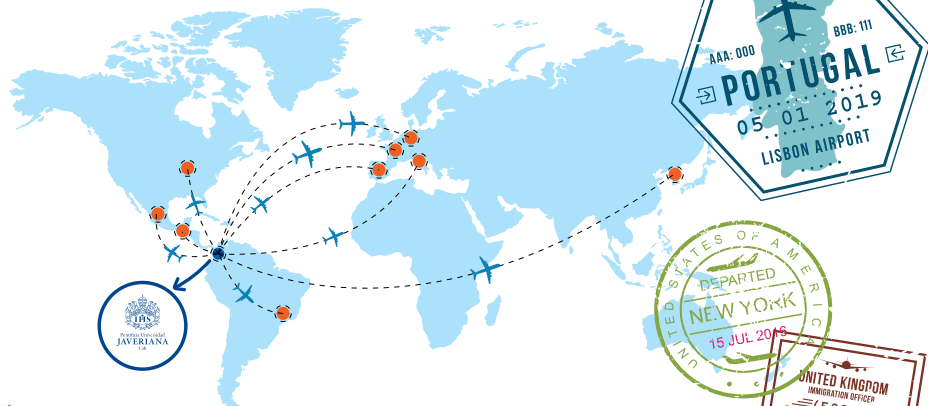 AAA: 000
BBB: 111
PORTUGAL
05 01 2019
LISBON AIRPORT
UNITED STATES OF AMERICA
DEPARTED
NEW YORK
15 JUL 2016
UNITED KINGDOM
IMMIGRATION OFFICER
IHS
Pontificia Universidad
JAVERIANA
Cali